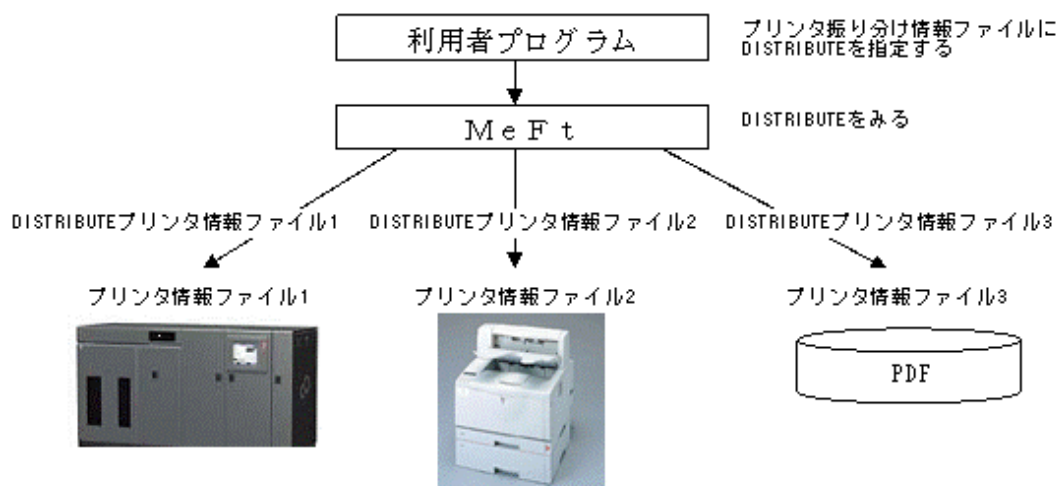 利用者プログラム
プリンタ振り分け情報ファイルに
DISTRIBUTEを指定する
MeFt
DISTRIBUTEをみる
DISTRIBUTEプリンタ情報ファイル1
DISTRIBUTEプリンタ情報ファイル2
DISTRIBUTEプリンタ情報ファイル3
プリンタ情報ファイル1
プリンタ情報ファイル2
プリンタ情報ファイル3
PDF